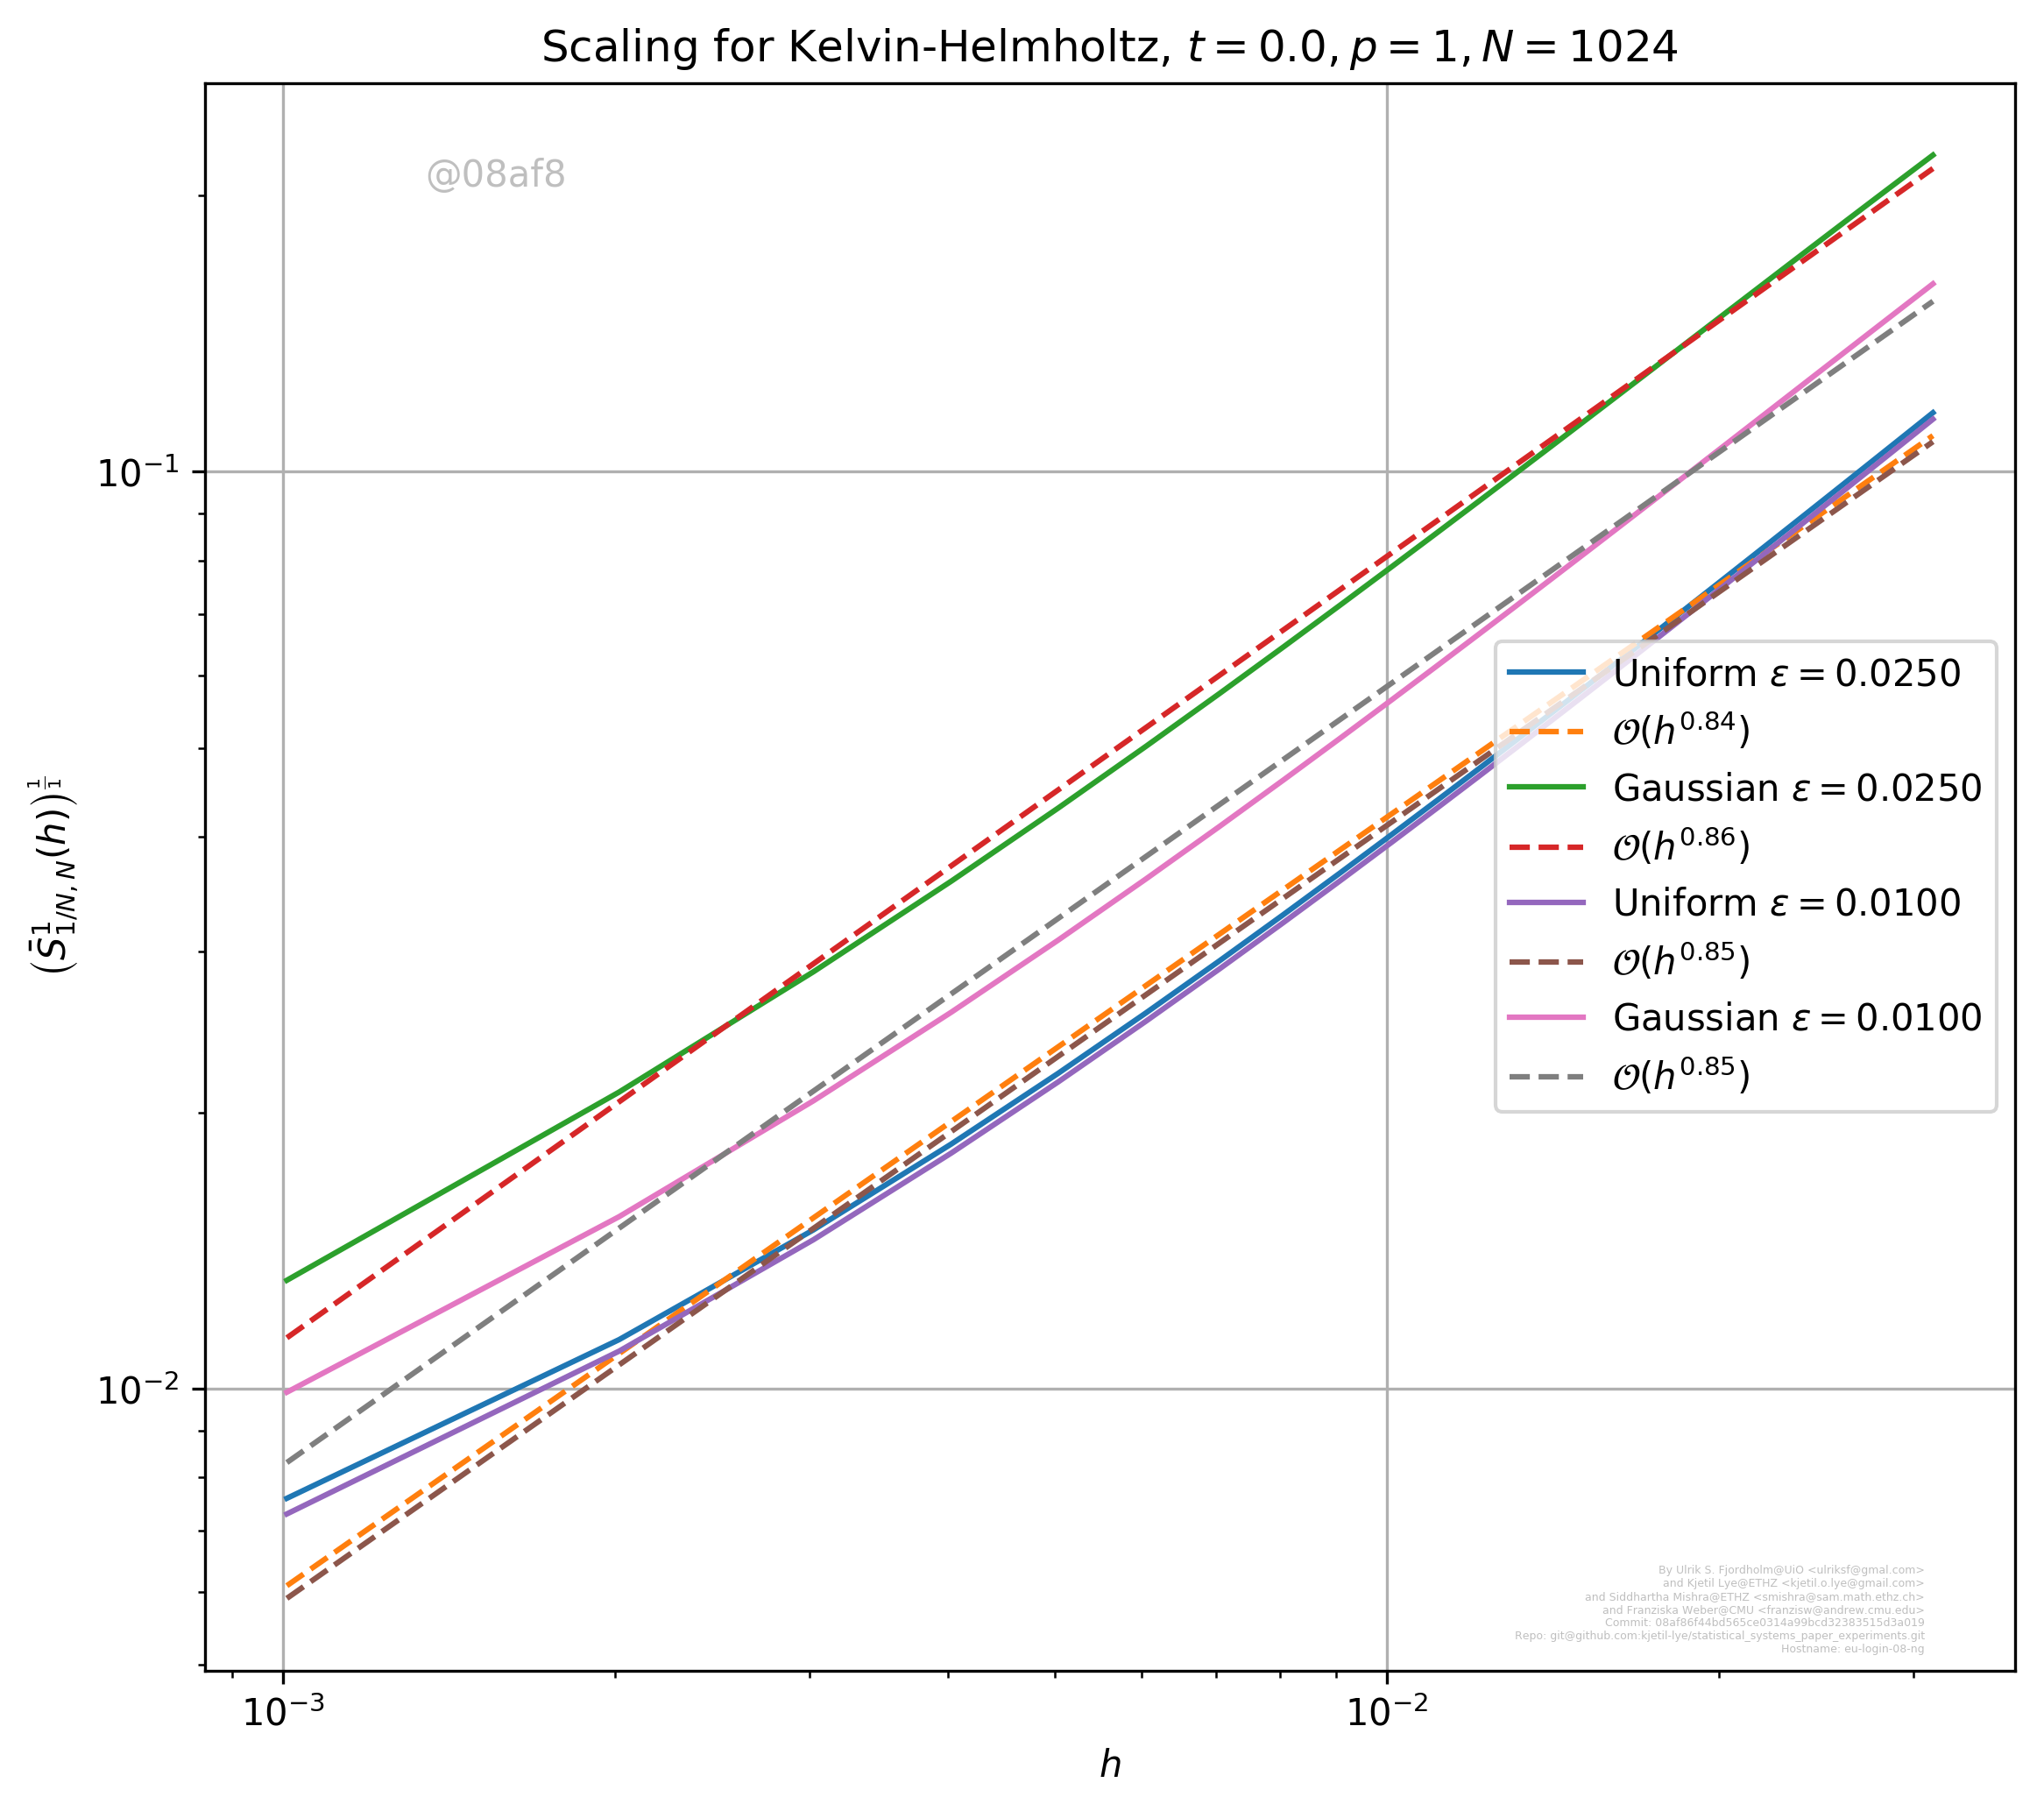 Scaling for Kelvin-Helmholtz, t = 0.0, p = 1, N = 1024
@08af8
10⁻¹
10⁻²
(S̄¹_{1/N, N}(h))^{1/1}
Uniform ε = 0.0250
𝒪(h^{0.84})
Gaussian ε = 0.0250
𝒪(h^{0.86})
Uniform ε = 0.0100
𝒪(h^{0.85})
Gaussian ε = 0.0100
𝒪(h^{0.85})
By Ulrik S. Fjordholm@UiO <ulriksf@gmal.com>
and Kjetil Lye@ETHZ <kjetil.o.lye@gmail.com>
and Siddhartha Mishra@ETHZ <smishra@sam.math.ethz.ch>
and Franziska Weber@CMU <franzisw@andrew.cmu.edu>
Commit: 08af86f44bd565ce0314a99bcd32383515d3a019
Repo: git@github.com:kjetil-lye/statistical_systems_paper_experiments.git
Hostname: eu-login-08-ng
10⁻³
10⁻²
h